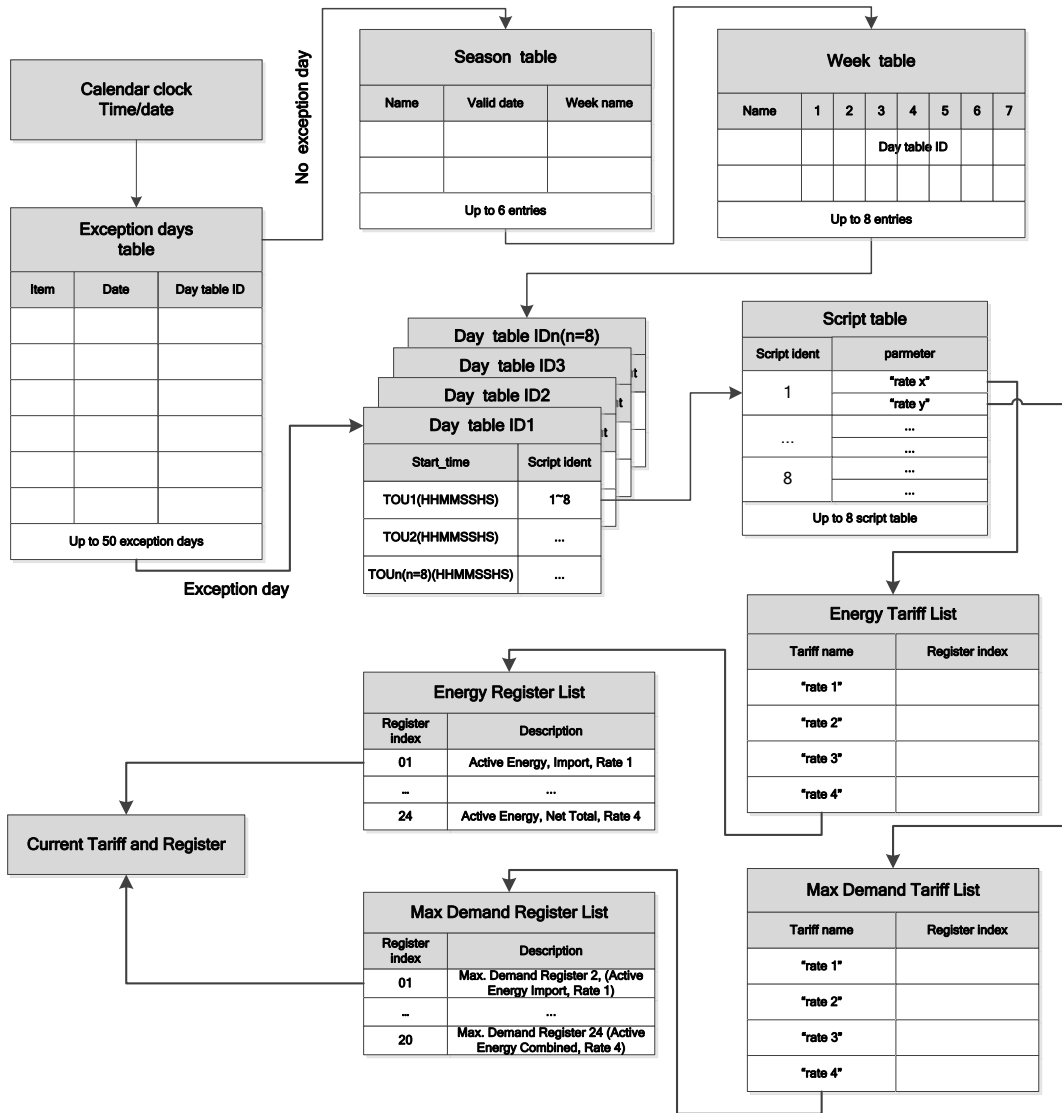 Calendar clock
Time/date
No exception day
Season table
Name Valid date Week name
Up to 6 entries
Week table
Name 1 2 3 4 5 6 7
Day table ID
Up to 8 entries
Exception days
table
Item Date Day table ID
Up to 50 exception days
Exception day
Day table IDn(n=8)
Day table ID3
Day table ID2
Day table ID1
Start_time Script ident
TOU1(HHMMSSHS) 1~8
TOU2(HHMMSSHS) ...
TOUn(n=8)(HHMMSSHS) ...
Script table
Script ident parmeter
1 “rate x”
“rate y”
... ...
...
8 ...
...
Up to 8 script table
Energy Tariff List
Tariff name Register index
“rate 1”
“rate 2”
“rate 3”
“rate 4”
Energy Register List
Register
index Description
01 Active Energy, Import, Rate 1
... ...
24 Active Energy, Net Total, Rate 4
Current Tariff and Register
Max Demand Register List
Register
index Description
01 Max. Demand Register 2, (Active
Energy Import, Rate 1)
... ...
20 Max. Demand Register 24 (Active
Energy Combined, Rate 4)
Max Demand Tariff List
Tariff name Register index
“rate 1”
“rate 2”
“rate 3”
“rate 4”